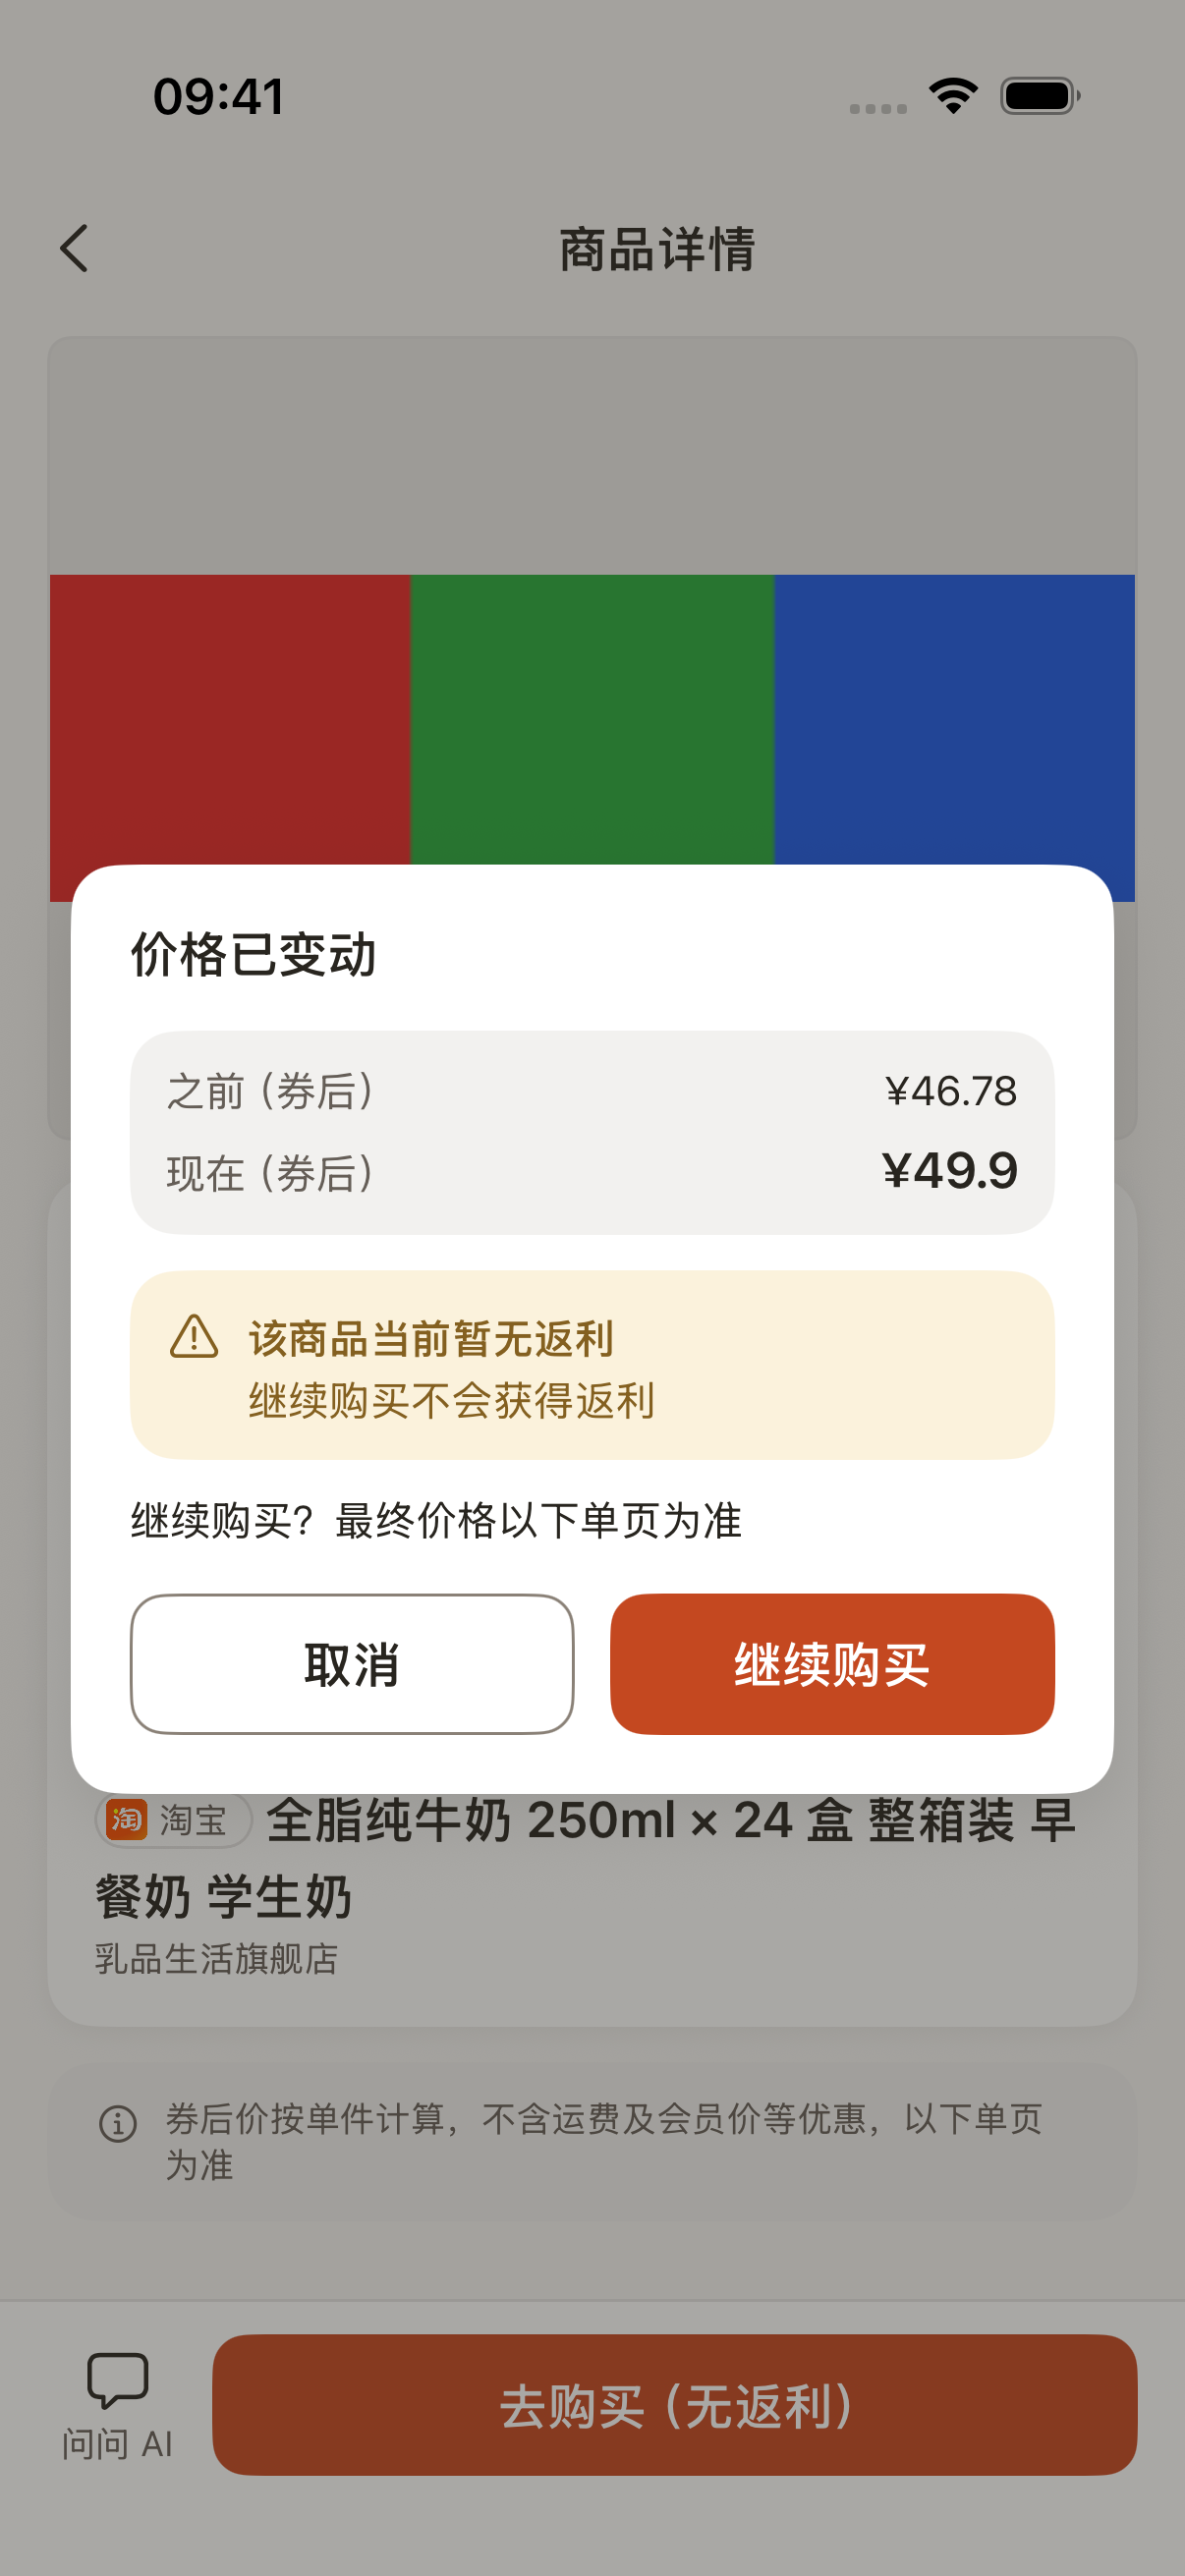 09:41
商品详情
价格已变动
之前（券后） ¥46.78
现在（券后） ¥49.9
该商品当前暂无返利
继续购买不会获得返利
继续购买？最终价格以下单页为准
取消 继续购买
淘 淘宝 全脂纯牛奶 250ml × 24 盒 整箱装 早
餐奶 学生奶
乳品生活旗舰店
券后价按单件计算，不含运费及会员价等优惠，以下单页
为准
去购买（无返利）
问问 AI